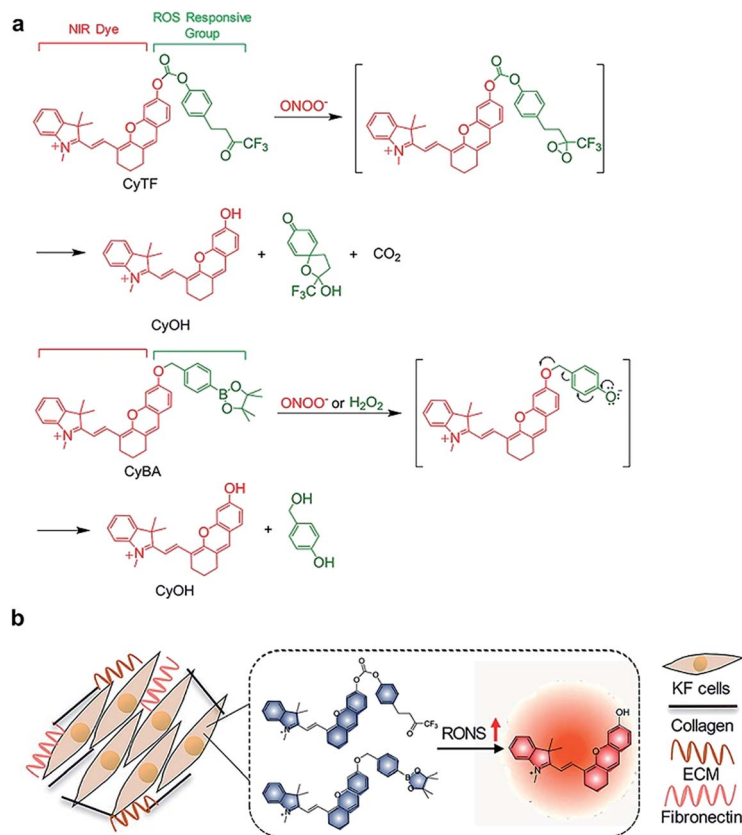 a
NIR Dye
ROS Responsive
Group
O
O
O
O
O
N
+
O
CF₃
CyTF
ONOO⁻
O
O
O
O
O
N
+
CF₃
O
O
OH
O
N
+
CyOH
+
O
O
F₃C
OH
+
CO₂
O
O
N
+
B
O
O
CyBA
ONOO⁻ or H₂O₂
O
O
N
+
O
-
OH
O
N
+
CyOH
+
OH
OH
b
O
O
O
O
O
N
O
CF₃
O
O
N
B
O
O
RONS
OH
O
N
KF cells
Collagen
ECM
Fibronectin